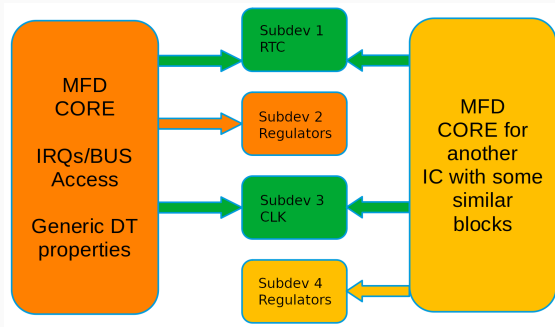 MFD
CORE
IRQs/BUS
Access
Generic DT
properties
Subdev 1
RTC
Subdev 2
Regulators
Subdev 3
CLK
Subdev 4
Regulators
MFD
CORE for
another
IC with some
similar
blocks